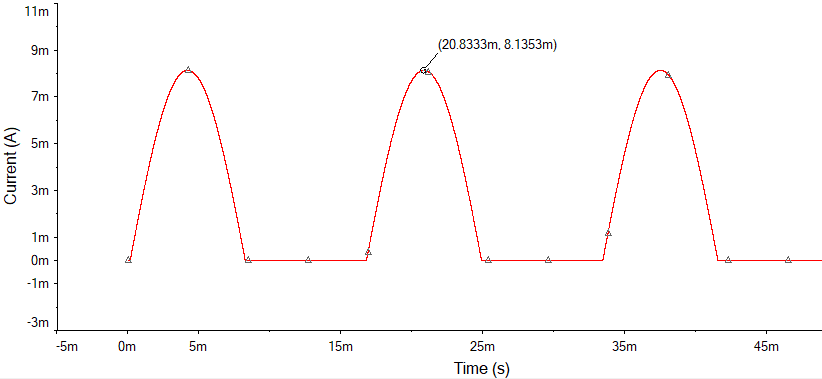 11m
9m
(20.8333m, 8.1353m)
7m
5m
Current (A)
3m
1m
0m
-1m
-3m
-5m 0m 5m 15m 25m 35m 45m
Time (s)